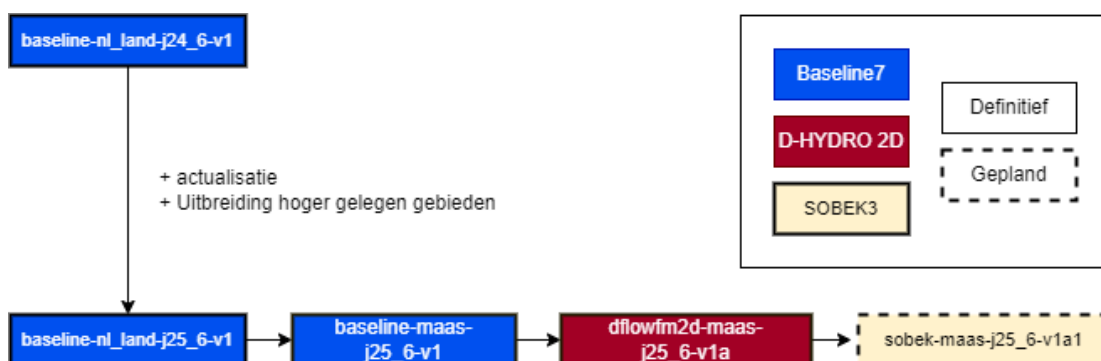 baseline-nl_land-j24_6-v1
Baseline7
Definitief
D-HYDRO 2D
Gepland
SOBEK3
+ actualisatie
+ Uitbreiding hoger gelegen gebieden
baseline-nl_land-j25_6-v1
baseline-maas-
j25_6-v1
dflowfm2d-maas-
j25_6-v1a
sobek-maas-j25_6-v1a1